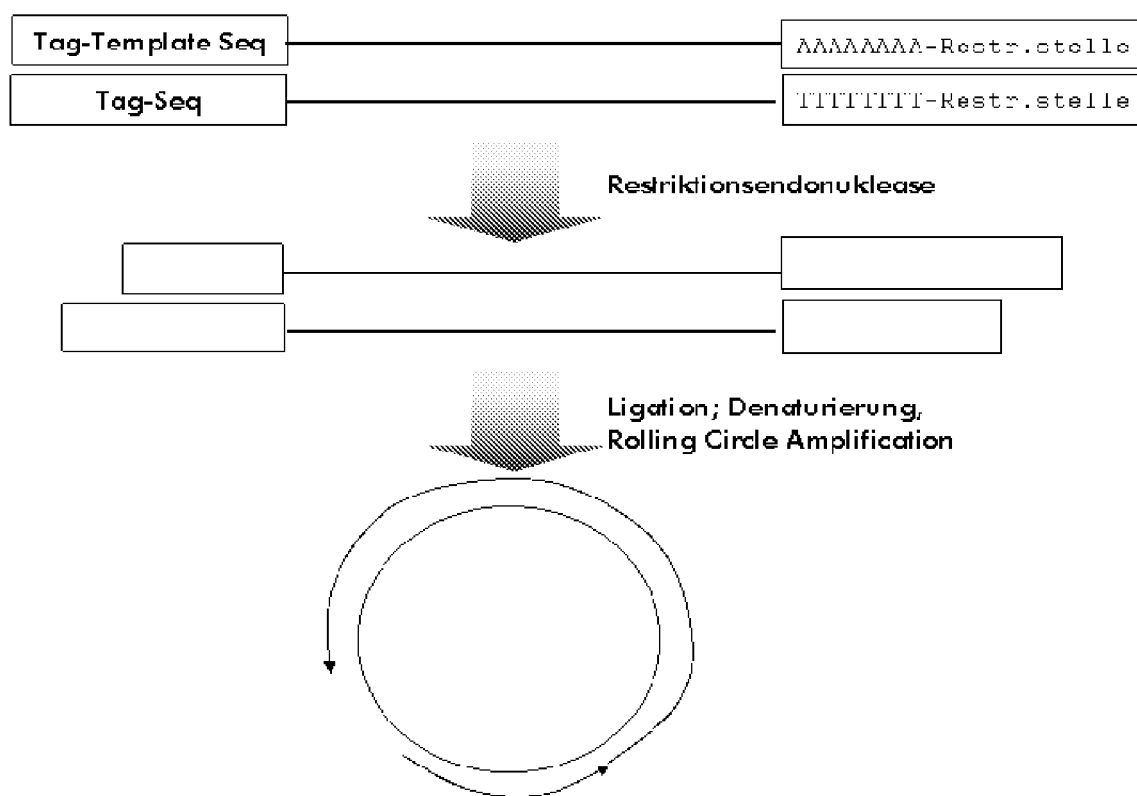 Tag-Template Seq
AAAAAAAA-Restr.stelle
Tag-Seq
TTTTTTTT-Restr.stelle
Restriktionsendonuklease
Ligation; Denaturierung,
Rolling Circle Amplification